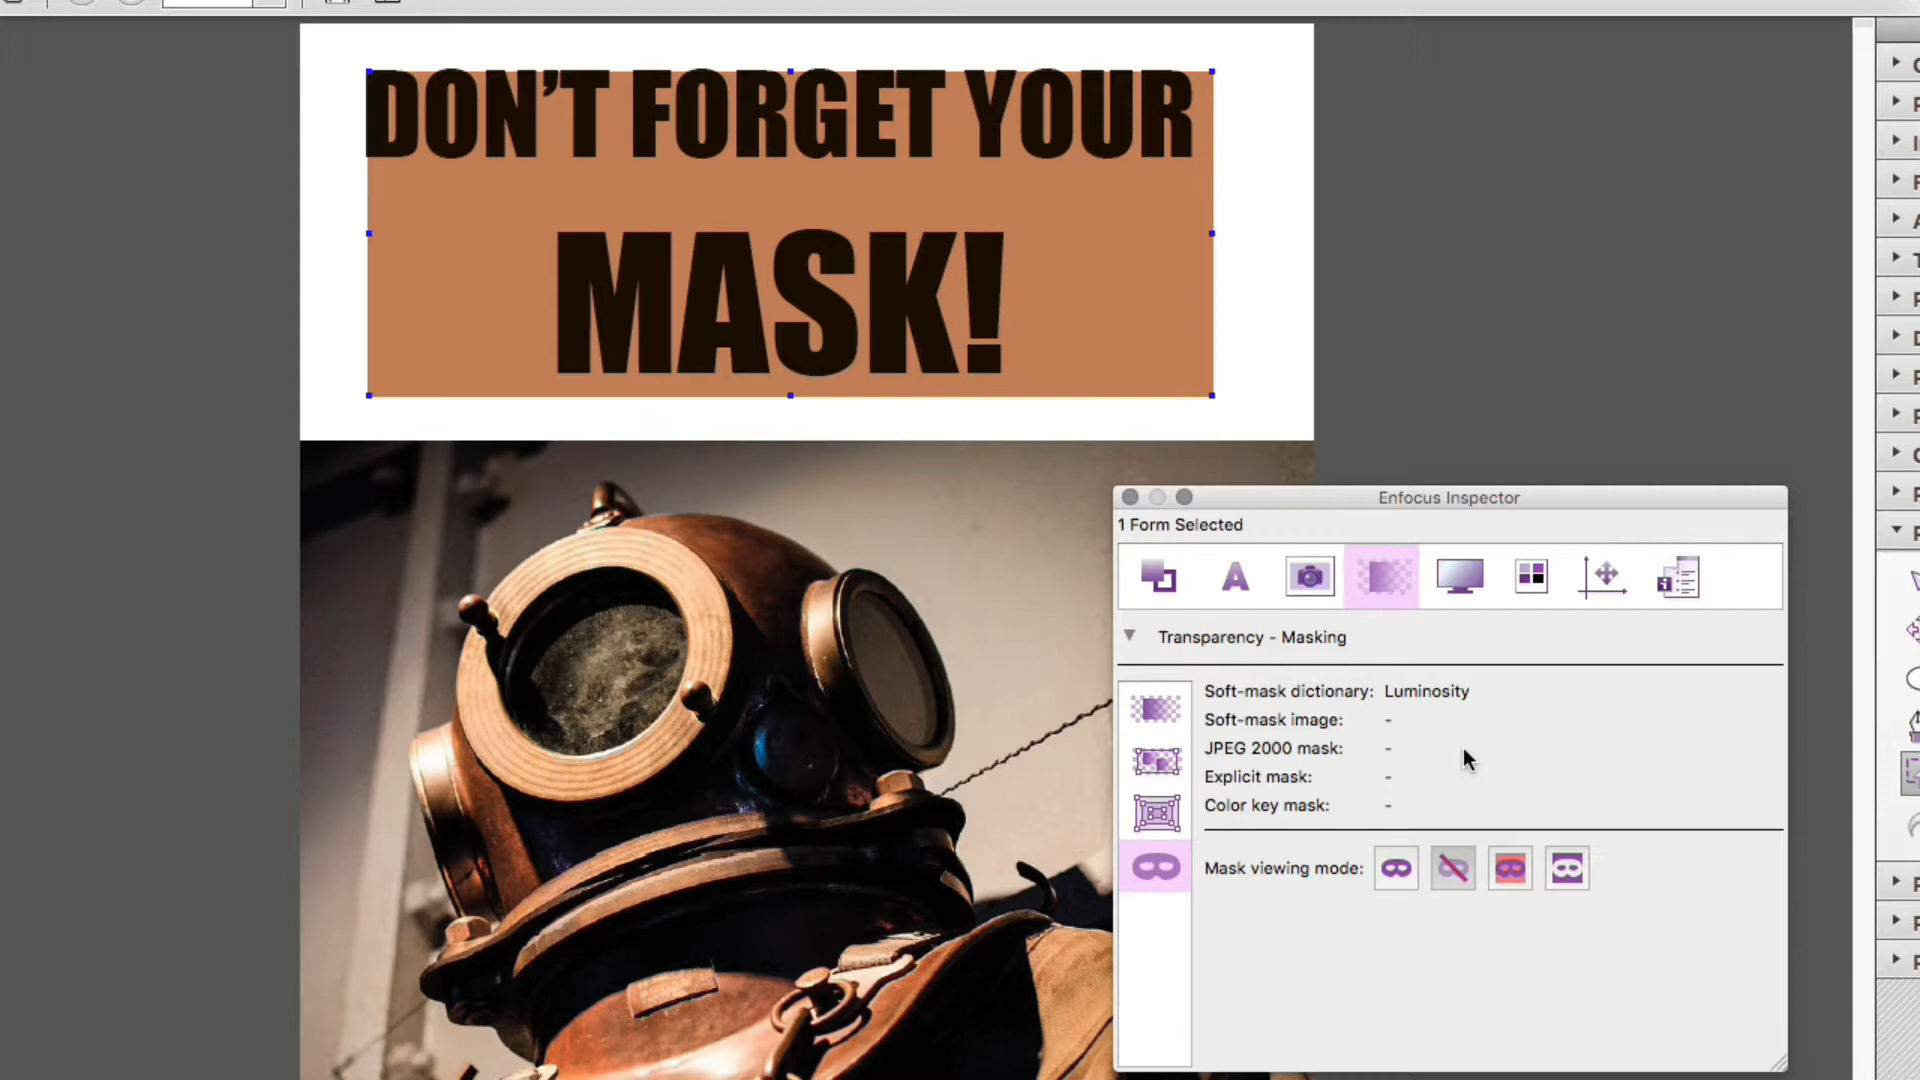 DON’T FORGET YOUR
MASK!
Enfocus Inspector
1 Form Selected
Transparency - Masking
Soft-mask dictionary: Luminosity
Soft-mask image: -
JPEG 2000 mask: -
Explicit mask: -
Color key mask: -
Mask viewing mode: